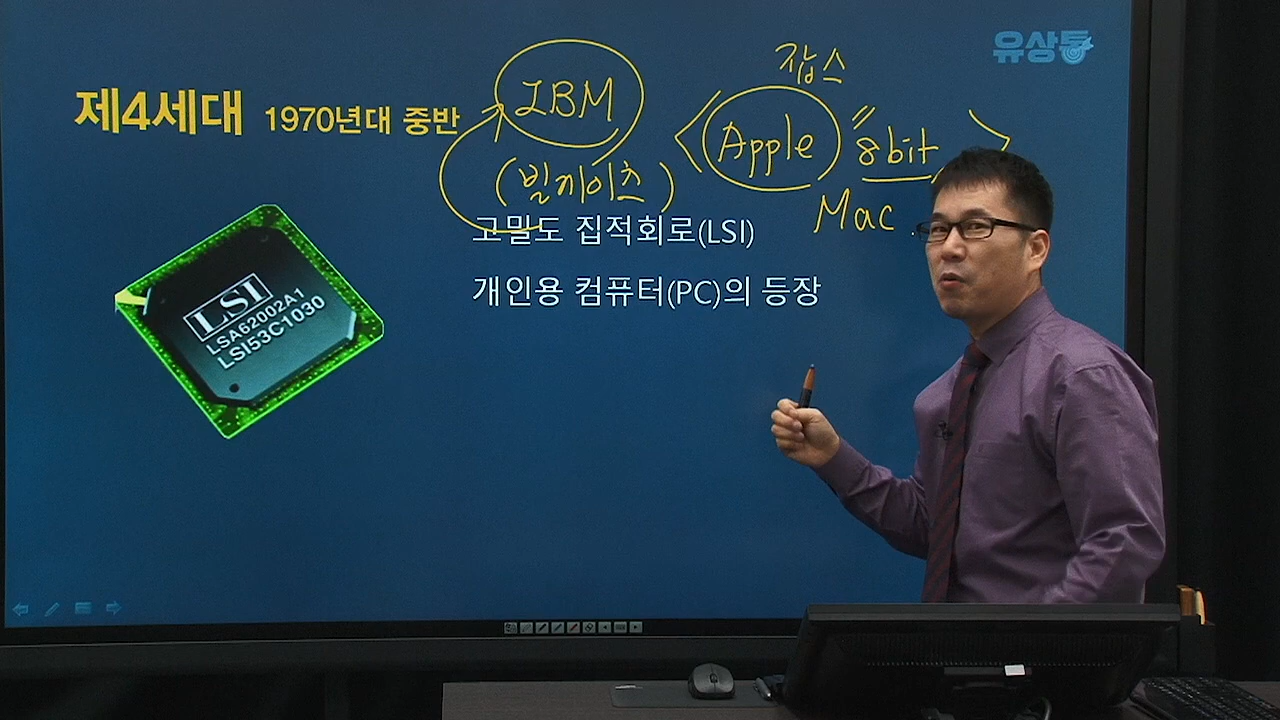 유상통
잡스
제4세대 1970년대 중반
IBM
Apple 8bit
(빌게이츠)
Mac
고밀도 집적회로(LSI)
개인용 컴퓨터(PC)의 등장
LSI
LSA62002A1
LSI53C1030